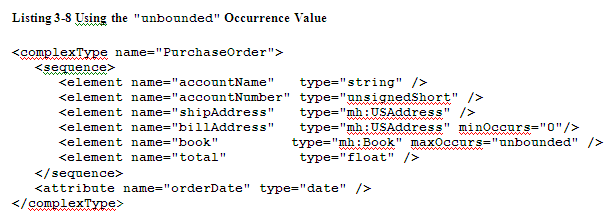 Listing 3-8 Using the "unbounded" Occurrence Value
<complexType name="PurchaseOrder">
<sequence>
<element name="accountName" type="string" />
<element name="accountNumber" type="unsignedShort" />
<element name="shipAddress" type="mh:USAddress" />
<element name="billAddress" type="mh:USAddress" minOccurs="0"/>
<element name="book" type="mh:Book" maxOccurs="unbounded" />
<element name="total" type="float" />
</sequence>
<attribute name="orderDate" type="date" />
</complexType>